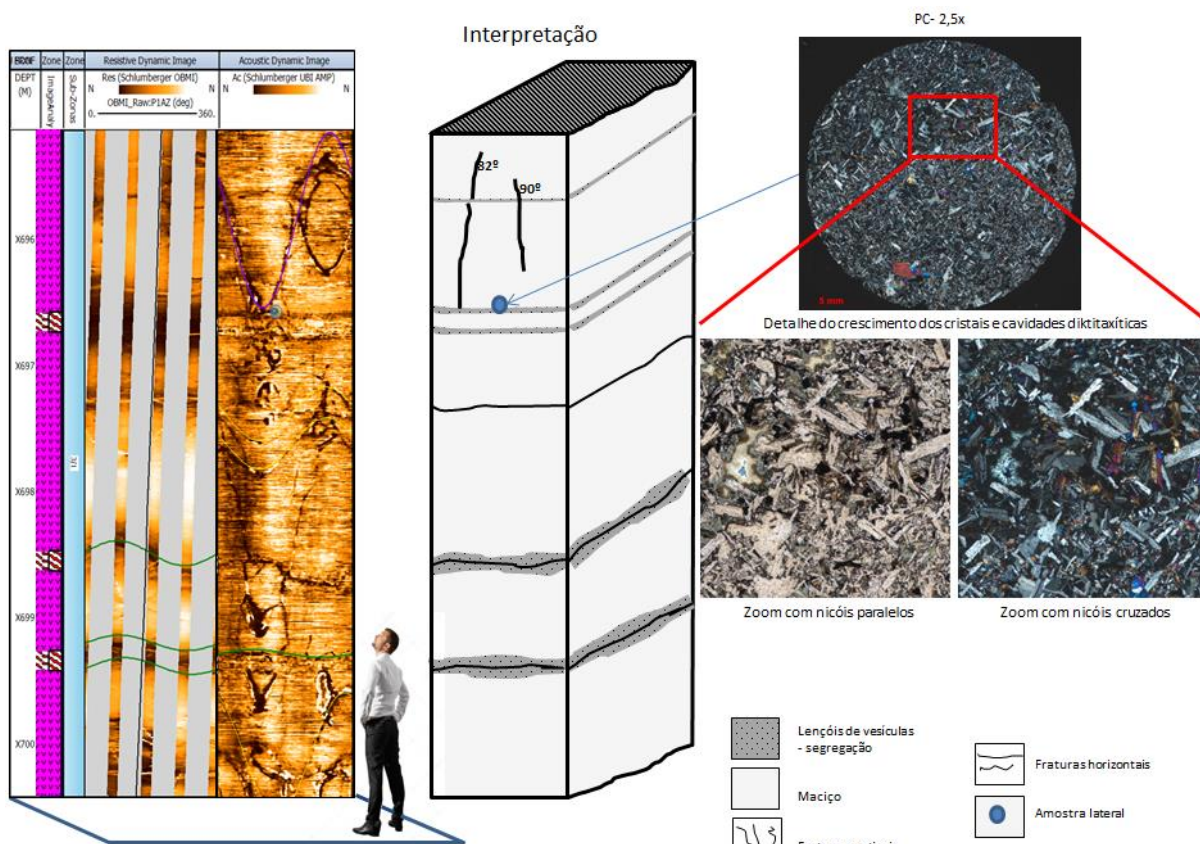 PC- 2,5x
Interpretação
Zone Zone
Resistive Dynamic Image
Acoustic Dynamic Image
DEPT
(M)
ImageAnaly
Sub-Zonas
N Res (Schlumberger OBMI) N
OBMI_Raw:P1AZ (deg)
0. 360.
N Ac (Schlumberger UBI AMP) N
82º
90º
X696
X697
X698
X699
X700
5 mm
Detalhe do crescimento dos cristais e cavidades diktitaxíticas
Zoom com nicóis paralelos
Zoom com nicóis cruzados
Lençóis de vesículas
- segregação
Maciço
Fraturas horizontais
Amostra lateral